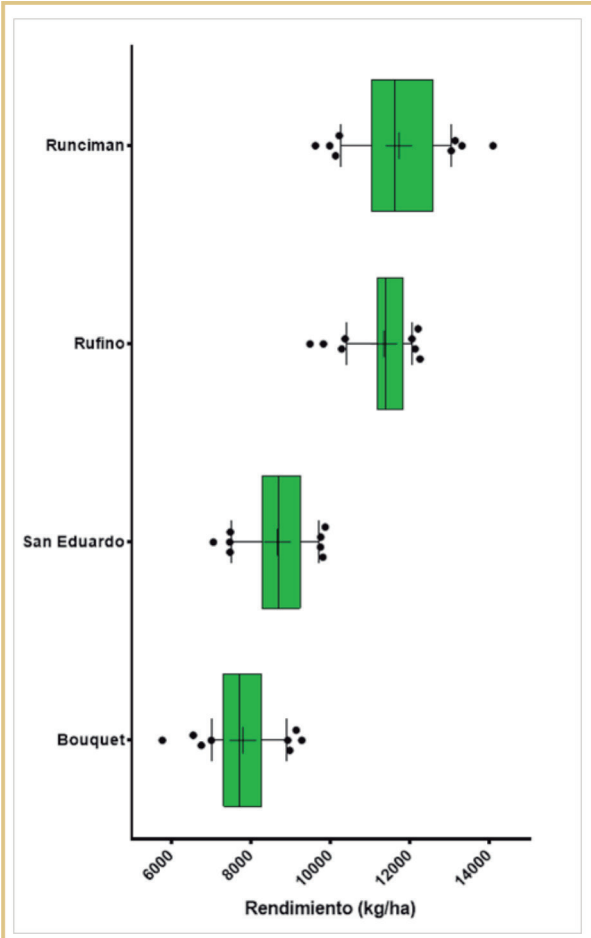 Runciman
Rufino
San Eduardo
Bouquet
6000
8000
10000
12000
14000
Rendimiento (kg/ha)